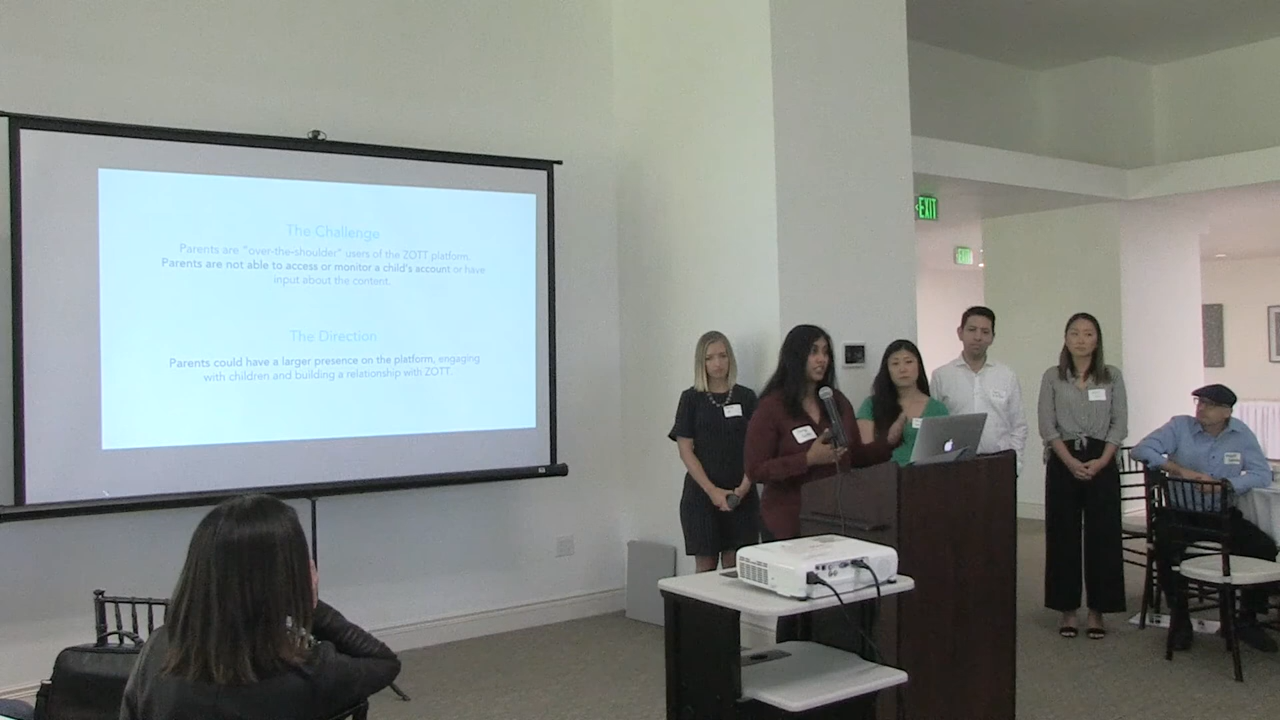 The Challenge
Parents are "over-the-shoulder" users of the ZOTT platform.
Parents are not able to access or monitor a child's account or have
input about the content.
The Direction
Parents could have a larger presence on the platform, engaging
with children and building a relationship with ZOTT.
EXIT
EXIT